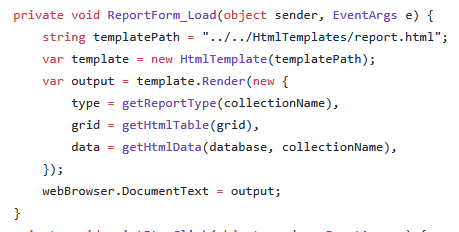 private void ReportForm_Load(object sender, EventArgs e) {
    string templatePath = "../../HtmlTemplates/report.html";
    var template = new HtmlTemplate(templatePath);
    var output = template.Render(new {
        type = getReportType(collectionName),
        grid = getHtmlTable(grid),
        data = getHtmlData(database, collectionName),
    });
    webBrowser.DocumentText = output;
}